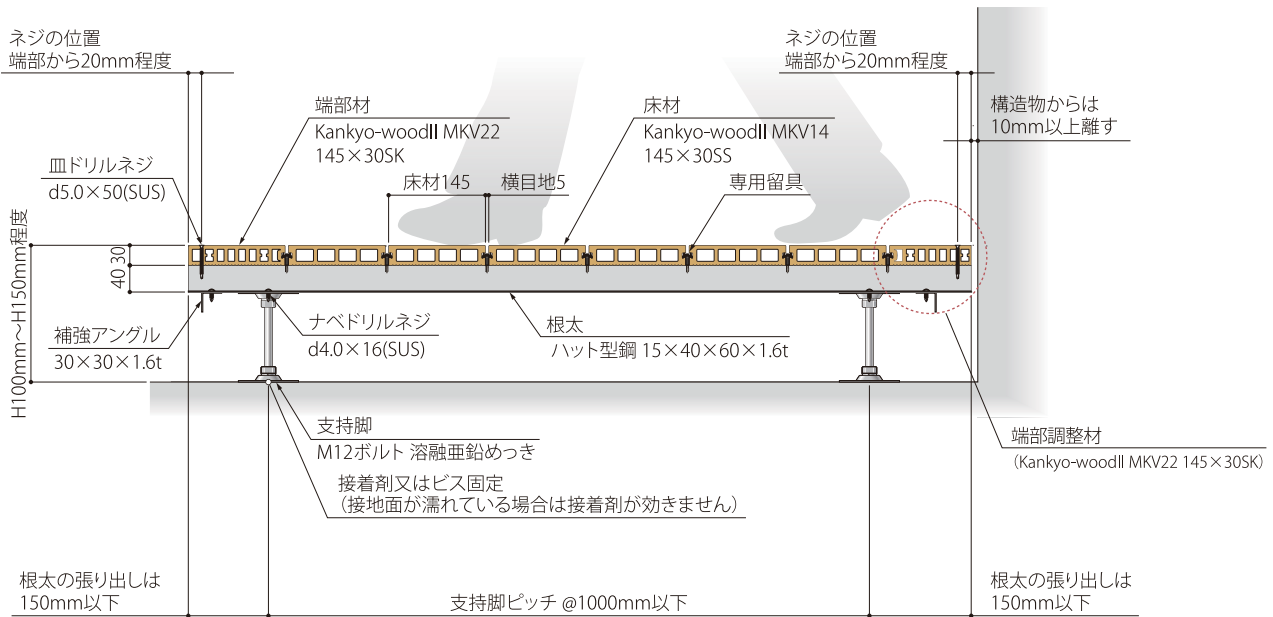 ネジの位置
端部から20mm程度
ネジの位置
端部から20mm程度
構造物からは
10mm以上離す
端部材
Kankyo-woodⅡ MKV22
145×30SK
床材
Kankyo-woodⅡ MKV14
145×30SS
皿ドリルネジ
d5.0×50(SUS)
床材145
横目地5
専用留具
H100mm〜H150mm程度
40 30
補強アングル
30×30×1.6t
ナベドリルネジ
d4.0×16(SUS)
根太
ハット型鋼 15×40×60×1.6t
支持脚
M12ボルト 溶融亜鉛めっき
接着剤又はビス固定
（接地面が濡れている場合は接着剤が効きません）
端部調整材
（Kankyo-woodⅡ MKV22 145×30SK）
根太の張り出しは
150mm以下
支持脚ピッチ @1000mm以下
根太の張り出しは
150mm以下